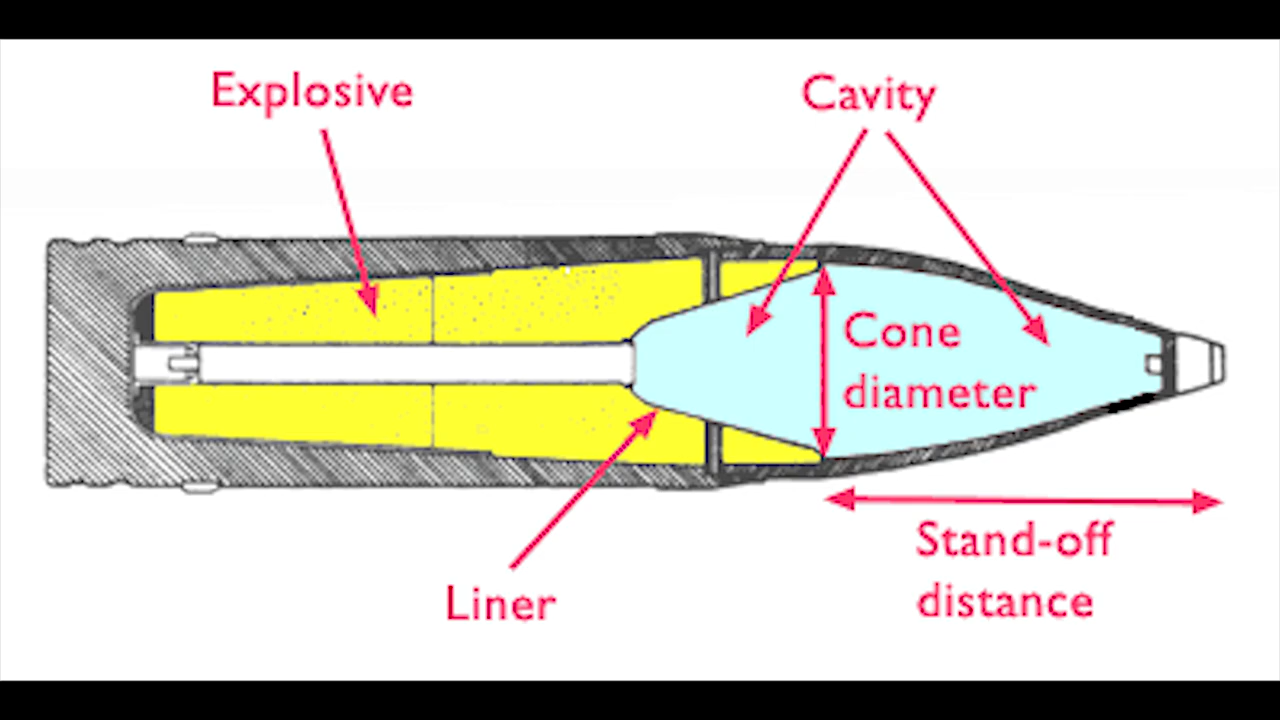 Explosive
Cavity
Cone
diameter
Stand-off
distance
Liner